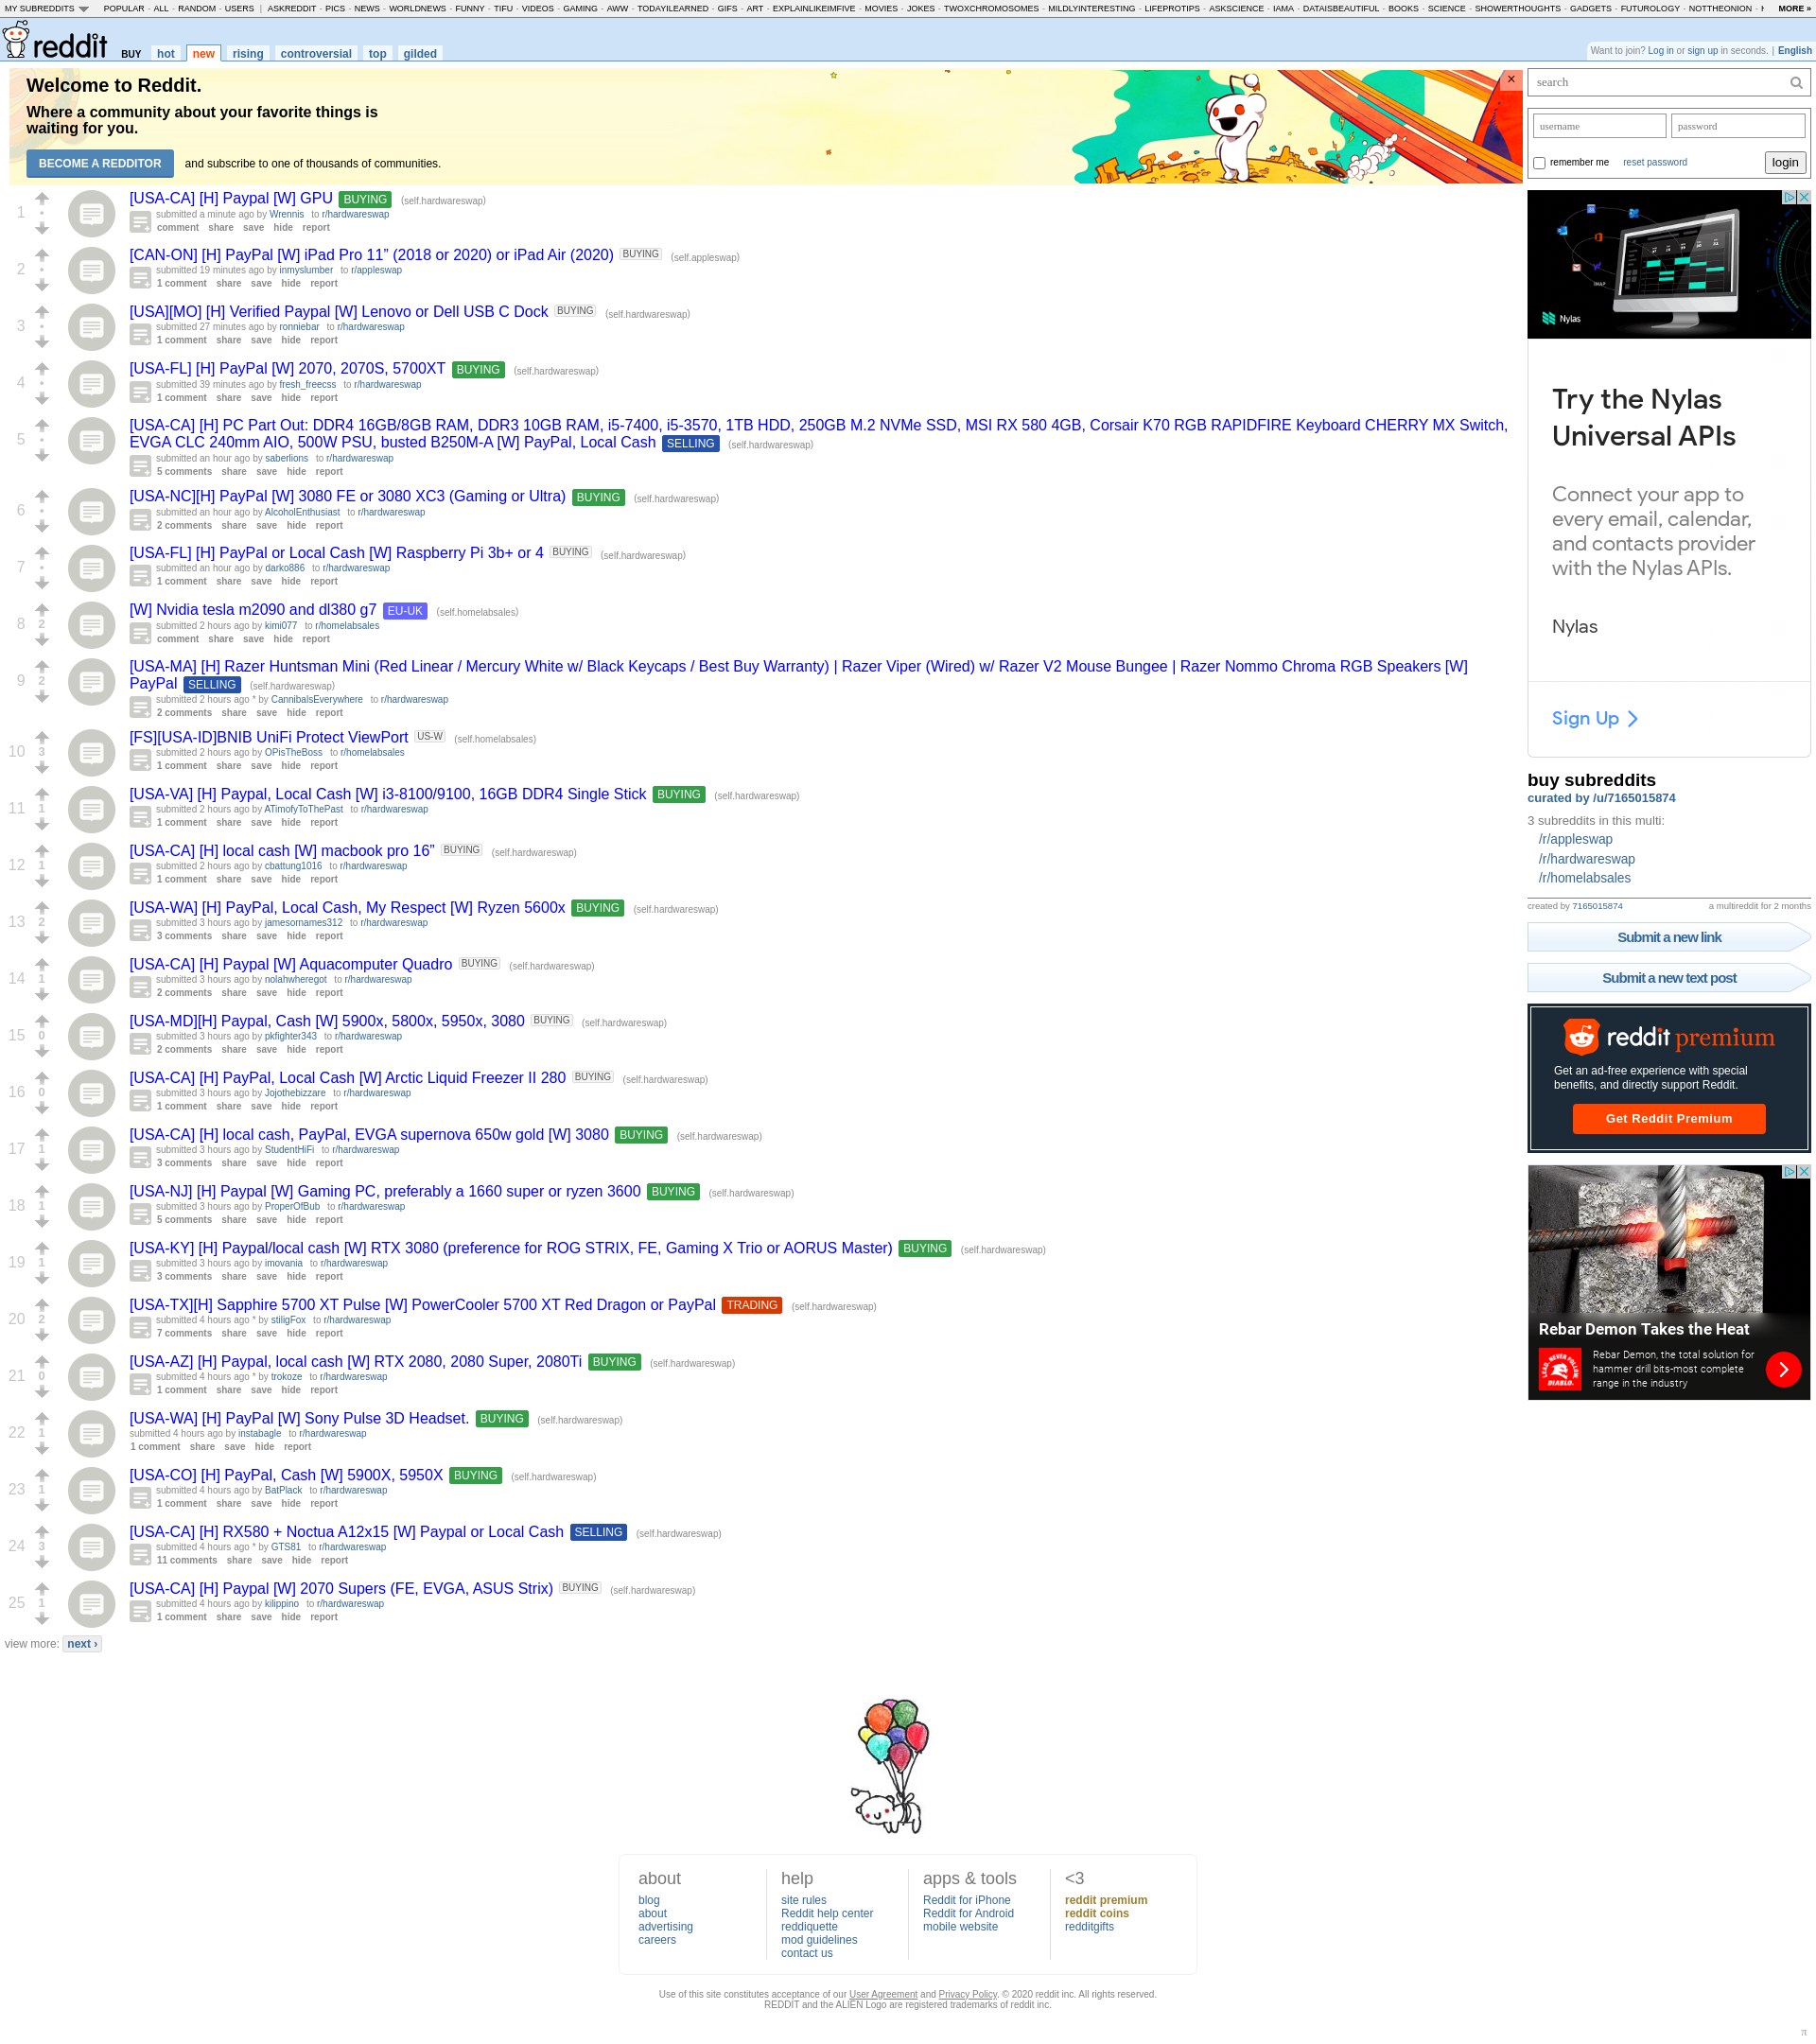 MY SUBREDDITS POPULAR - ALL - RANDOM - USERS | ASKREDDIT - PICS - NEWS - WORLDNEWS - FUNNY - TIFU - VIDEOS - GAMING - AWW - TODAYILEARNED - GIFS - ART - EXPLAINLIKEIMFIVE - MOVIES - JOKES - TWOXCHROMOSOMES - MILDLYINTERESTING - LIFEPROTIPS - ASKSCIENCE - IAMA - DATAISBEAUTIFUL - BOOKS - SCIENCE - SHOWERTHOUGHTS - GADGETS - FUTUROLOGY - NOTTHEONION - MORE »
reddit BUY hot new rising controversial top gilded
Want to join? Log in or sign up in seconds. | English
Welcome to Reddit.
Where a community about your favorite things is
waiting for you.
BECOME A REDDITOR and subscribe to one of thousands of communities.
1 [USA-CA] [H] Paypal [W] GPU BUYING (self.hardwareswap)
submitted a minute ago by Wrennis to r/hardwareswap
comment share save hide report
2 [CAN-ON] [H] PayPal [W] iPad Pro 11” (2018 or 2020) or iPad Air (2020) BUYING (self.appleswap)
submitted 19 minutes ago by inmyslumber to r/appleswap
1 comment share save hide report
3 [USA][MO] [H] Verified Paypal [W] Lenovo or Dell USB C Dock BUYING (self.hardwareswap)
submitted 27 minutes ago by ronniebar to r/hardwareswap
1 comment share save hide report
4 [USA-FL] [H] PayPal [W] 2070, 2070S, 5700XT BUYING (self.hardwareswap)
submitted 39 minutes ago by fresh_freecss to r/hardwareswap
1 comment share save hide report
5 [USA-CA] [H] PC Part Out: DDR4 16GB/8GB RAM, DDR3 10GB RAM, i5-7400, i5-3570, 1TB HDD, 250GB M.2 NVMe SSD, MSI RX 580 4GB, Corsair K70 RGB RAPIDFIRE Keyboard CHERRY MX Switch,
EVGA CLC 240mm AIO, 500W PSU, busted B250M-A [W] PayPal, Local Cash SELLING (self.hardwareswap)
submitted an hour ago by saberlions to r/hardwareswap
5 comments share save hide report
6 [USA-NC][H] PayPal [W] 3080 FE or 3080 XC3 (Gaming or Ultra) BUYING (self.hardwareswap)
submitted an hour ago by AlcoholEnthusiast to r/hardwareswap
2 comments share save hide report
7 [USA-FL] [H] PayPal or Local Cash [W] Raspberry Pi 3b+ or 4 BUYING (self.hardwareswap)
submitted an hour ago by darko886 to r/hardwareswap
1 comment share save hide report
8 2 [W] Nvidia tesla m2090 and dl380 g7 EU-UK (self.homelabsales)
submitted 2 hours ago by kimi077 to r/homelabsales
comment share save hide report
9 2 [USA-MA] [H] Razer Huntsman Mini (Red Linear / Mercury White w/ Black Keycaps / Best Buy Warranty) | Razer Viper (Wired) w/ Razer V2 Mouse Bungee | Razer Nommo Chroma RGB Speakers [W]
PayPal SELLING (self.hardwareswap)
submitted 2 hours ago * by CannibalsEverywhere to r/hardwareswap
2 comments share save hide report
10 3 [FS][USA-ID]BNIB UniFi Protect ViewPort US-W (self.homelabsales)
submitted 2 hours ago by OPisTheBoss to r/homelabsales
1 comment share save hide report
11 1 [USA-VA] [H] Paypal, Local Cash [W] i3-8100/9100, 16GB DDR4 Single Stick BUYING (self.hardwareswap)
submitted 2 hours ago by ATimofyToThePast to r/hardwareswap
1 comment share save hide report
12 1 [USA-CA] [H] local cash [W] macbook pro 16” BUYING (self.hardwareswap)
submitted 2 hours ago by cbattung1016 to r/hardwareswap
1 comment share save hide report
13 2 [USA-WA] [H] PayPal, Local Cash, My Respect [W] Ryzen 5600x BUYING (self.hardwareswap)
submitted 3 hours ago by jamesornames312 to r/hardwareswap
3 comments share save hide report
14 1 [USA-CA] [H] Paypal [W] Aquacomputer Quadro BUYING (self.hardwareswap)
submitted 3 hours ago by nolahwheregot to r/hardwareswap
2 comments share save hide report
15 0 [USA-MD][H] Paypal, Cash [W] 5900x, 5800x, 5950x, 3080 BUYING (self.hardwareswap)
submitted 3 hours ago by pkfighter343 to r/hardwareswap
2 comments share save hide report
16 0 [USA-CA] [H] PayPal, Local Cash [W] Arctic Liquid Freezer II 280 BUYING (self.hardwareswap)
submitted 3 hours ago by Jojothebizzare to r/hardwareswap
1 comment share save hide report
17 1 [USA-CA] [H] local cash, PayPal, EVGA supernova 650w gold [W] 3080 BUYING (self.hardwareswap)
submitted 3 hours ago by StudentHiFi to r/hardwareswap
3 comments share save hide report
18 1 [USA-NJ] [H] Paypal [W] Gaming PC, preferably a 1660 super or ryzen 3600 BUYING (self.hardwareswap)
submitted 3 hours ago by ProperOfBub to r/hardwareswap
5 comments share save hide report
19 1 [USA-KY] [H] Paypal/local cash [W] RTX 3080 (preference for ROG STRIX, FE, Gaming X Trio or AORUS Master) BUYING (self.hardwareswap)
submitted 3 hours ago by imovania to r/hardwareswap
3 comments share save hide report
20 2 [USA-TX][H] Sapphire 5700 XT Pulse [W] PowerCooler 5700 XT Red Dragon or PayPal TRADING (self.hardwareswap)
submitted 4 hours ago * by stiligFox to r/hardwareswap
7 comments share save hide report
21 0 [USA-AZ] [H] Paypal, local cash [W] RTX 2080, 2080 Super, 2080Ti BUYING (self.hardwareswap)
submitted 4 hours ago * by trokoze to r/hardwareswap
1 comment share save hide report
22 1 [USA-WA] [H] PayPal [W] Sony Pulse 3D Headset. BUYING (self.hardwareswap)
submitted 4 hours ago by instabagle to r/hardwareswap
1 comment share save hide report
23 1 [USA-CO] [H] PayPal, Cash [W] 5900X, 5950X BUYING (self.hardwareswap)
submitted 4 hours ago by BatPlack to r/hardwareswap
1 comment share save hide report
24 3 [USA-CA] [H] RX580 + Noctua A12x15 [W] Paypal or Local Cash SELLING (self.hardwareswap)
submitted 4 hours ago * by GTS81 to r/hardwareswap
11 comments share save hide report
25 1 [USA-CA] [H] Paypal [W] 2070 Supers (FE, EVGA, ASUS Strix) BUYING (self.hardwareswap)
submitted 4 hours ago by kilippino to r/hardwareswap
1 comment share save hide report
view more: next ›
search
username password
remember me reset password login
Nylas
Try the Nylas
Universal APIs
Connect your app to
every email, calendar,
and contacts provider
with the Nylas APIs.
Nylas
Sign Up
buy subreddits
curated by /u/7165015874
3 subreddits in this multi:
/r/appleswap
/r/hardwareswap
/r/homelabsales
created by 7165015874 a multireddit for 2 months
Submit a new link
Submit a new text post
reddit premium
Get an ad-free experience with special
benefits, and directly support Reddit.
Get Reddit Premium
Rebar Demon Takes the Heat
LEAD. NEVER FOLLOW.
DIABLO.
Rebar Demon, the total solution for
hammer drill bits-most complete
range in the industry
about
blog
about
advertising
careers
help
site rules
Reddit help center
reddiquette
mod guidelines
contact us
apps & tools
Reddit for iPhone
Reddit for Android
mobile website
<3
reddit premium
reddit coins
redditgifts
Use of this site constitutes acceptance of our User Agreement and Privacy Policy. © 2020 reddit inc. All rights reserved.
REDDIT and the ALIEN Logo are registered trademarks of reddit inc.
π